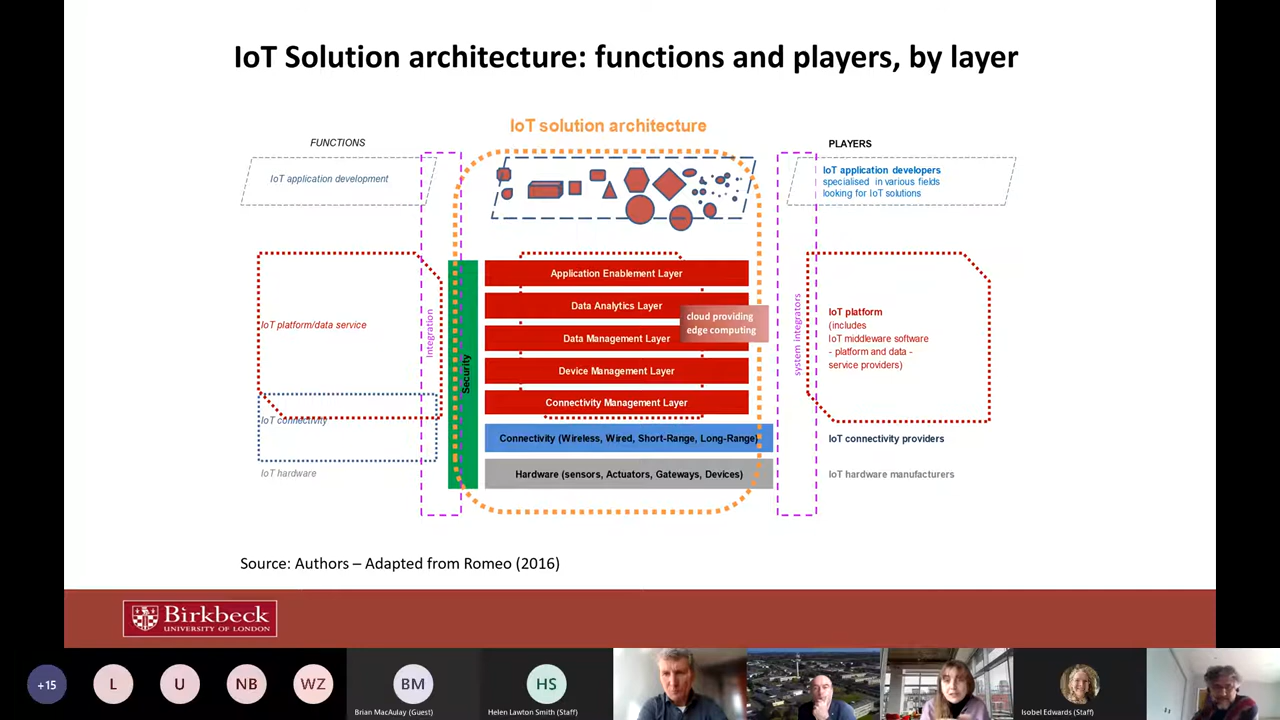 IoT Solution architecture: functions and players, by layer
IoT solution architecture
FUNCTIONS
PLAYERS
IoT application development
IoT application developers
specialised in various fields
looking for IoT solutions
Application Enablement Layer
Data Analytics Layer
cloud providing
edge computing
Data Management Layer
Device Management Layer
Connectivity Management Layer
Connectivity (Wireless, Wired, Short-Range, Long-Range)
Hardware (sensors, Actuators, Gateways, Devices)
Security
Integration
system integrators
IoT platform/data service
IoT connectivity
IoT hardware
IoT platform
(includes
IoT middleware software
- platform and data -
service providers)
IoT connectivity providers
IoT hardware manufacturers
Source: Authors – Adapted from Romeo (2016)
Birkbeck
UNIVERSITY OF LONDON
+15
L
U
NB
WZ
BM
HS
Brian MacAulay (Guest)
Helen Lawton Smith (Staff)
Isobel Edwards (Staff)